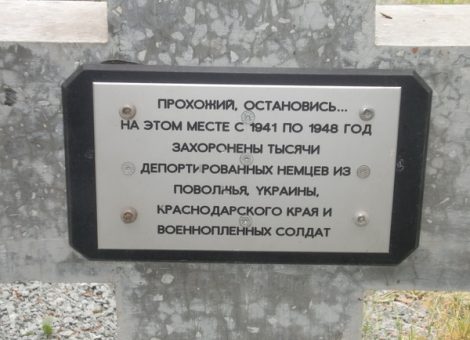 ПРОХОЖИЙ, ОСТАНОВИСЬ...
НА ЭТОМ МЕСТЕ С 1941 ПО 1948 ГОД
ЗАХОРОНЕНЫ ТЫСЯЧИ
ДЕПОРТИРОВАННЫХ НЕМЦЕВ ИЗ
ПОВОЛЖЬЯ, УКРАИНЫ,
КРАСНОДАРСКОГО КРАЯ И
ВОЕННОПЛЕННЫХ СОЛДАТ